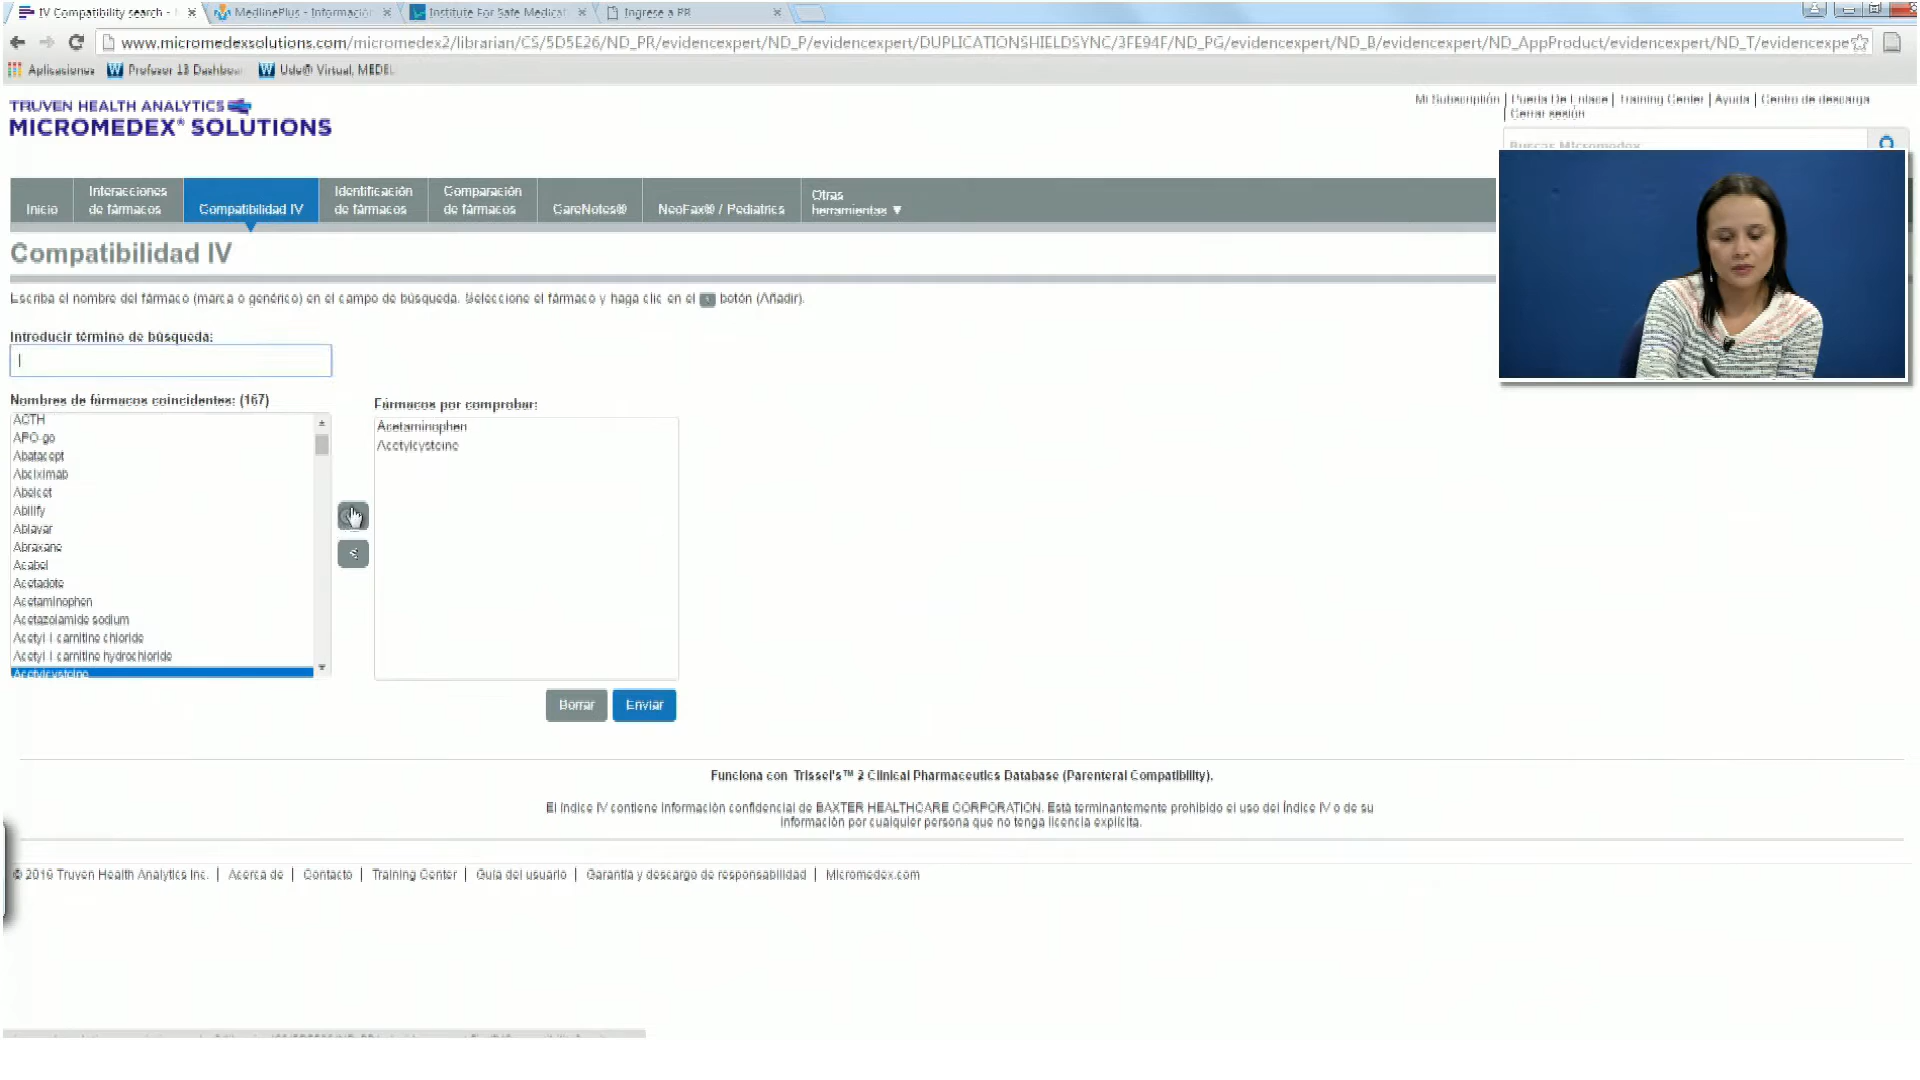 IV Compatibility search -
MedlinePlus - Informació
Institute For Safe Medicat
Ingrese a PR
www.micromedexsolutions.com/micromedex2/librarian/CS/5D5E26/ND_PR/evidencexpert/ND_P/evidencexpert/DUPLICATIONSHIELDSYNC/3FE94F/ND_PG/evidencexpert/ND_B/evidencexpert/ND_AppProduct/evidencexpert/ND_T/evidencexpe
Aplicaciones Profesor 13 Dashbo Ude@ Virtual, MEDEL
TRUVEN HEALTH ANALYTICS
MICROMEDEX® SOLUTIONS
Mi Subscriptión | Puerta De Enlace | Training Center | Ayuda | Centro de descarga
| Cerrar sesión
Buscar Micromedex
Inicio
Interacciones de fármacos
Compatibilidad IV
Identificación de fármacos
Comparación de fármacos
CareNotes®
NeoFax® / Pediatrics
Otras herramientas ▼
Compatibilidad IV
Escriba el nombre del fármaco (marca o genérico) en el campo de búsqueda. Seleccione el fármaco y haga clic en el botón (Añadir).
Introducir término de búsqueda:
Nombres de fármacos coincidentes: (167)
ACTH
APO-go
Abatacept
Abciximab
Abelcet
Abilify
Ablavar
Abraxane
Acabel
Acetadote
Acetaminophen
Acetazolamide sodium
Acetyl l carnitine chloride
Acetyl l carnitine hydrochloride
Acetylcysteine
<
Fármacos por comprobar:
Acetaminophen
Acetylcysteine
Borrar
Enviar
Funciona con Trissel's™ 2 Clinical Pharmaceutics Database (Parenteral Compatibility).
El índice IV contiene información confidencial de BAXTER HEALTHCARE CORPORATION. Está terminantemente prohibido el uso del Índice IV o de su
información por cualquier persona que no tenga licencia explícita.
© 2016 Truven Health Analytics Inc. | Acerca de | Contacto | Training Center | Guía del usuario | Garantía y descargo de responsabilidad | Micromedex.com